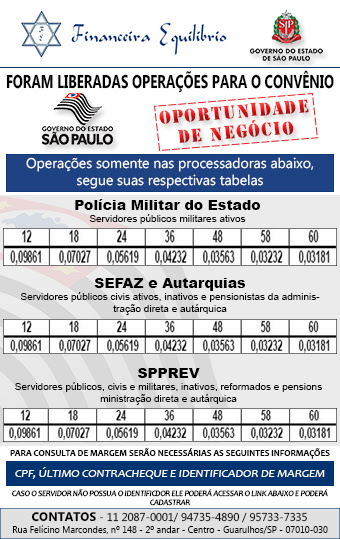 Financeira Equilibrio
SP
GOVERNO DO ESTADO
DE SÃO PAULO
FORAM LIBERADAS OPERAÇÕES PARA O CONVÊNIO
GOVERNO DO ESTADO
SÃO PAULO
OPORTUNIDADE
DE NEGÓCIO
Operações somente nas processadoras abaixo,
segue suas respectivas tabelas
Polícia Militar do Estado
Servidores públicos militares ativos
12 18 24 36 48 58 60
0,09861 0,07027 0,05619 0,04232 0,03563 0,03232 0,03181
SEFAZ e Autarquias
Servidores públicos civis ativos, inativos e pensionistas da adminis-
tração direta e autárquica
12 18 24 36 48 58 60
0,09861 0,07027 0,05619 0,04232 0,03563 0,03232 0,03181
SPPREV
Servidores públicos, civis e militares, inativos, reformados e pensions
ministração direta e autárquica
12 18 24 36 48 58 60
0,09861 0,07027 0,05619 0,04232 0,03563 0,03232 0,03181
PARA CONSULTA DE MARGEM SERÃO NECESSÁRIAS AS SEGUINTES INFORMAÇÕES
CPF, ÚLTIMO CONTRACHEQUE E IDENTIFICADOR DE MARGEM
CASO O SERVIDOR NÃO POSSUA O IDENTIFICDOR ELE PODERÁ ACESSAR O LINK ABAIXO E PODERÁ
CADASTRAR
CONTATOS - 11 2087-0001/ 94735-4890 / 95733-7335
Rua Felícino Marcondes, nº 148 - 2º andar - Centro - Guarulhos/SP - 07010-030